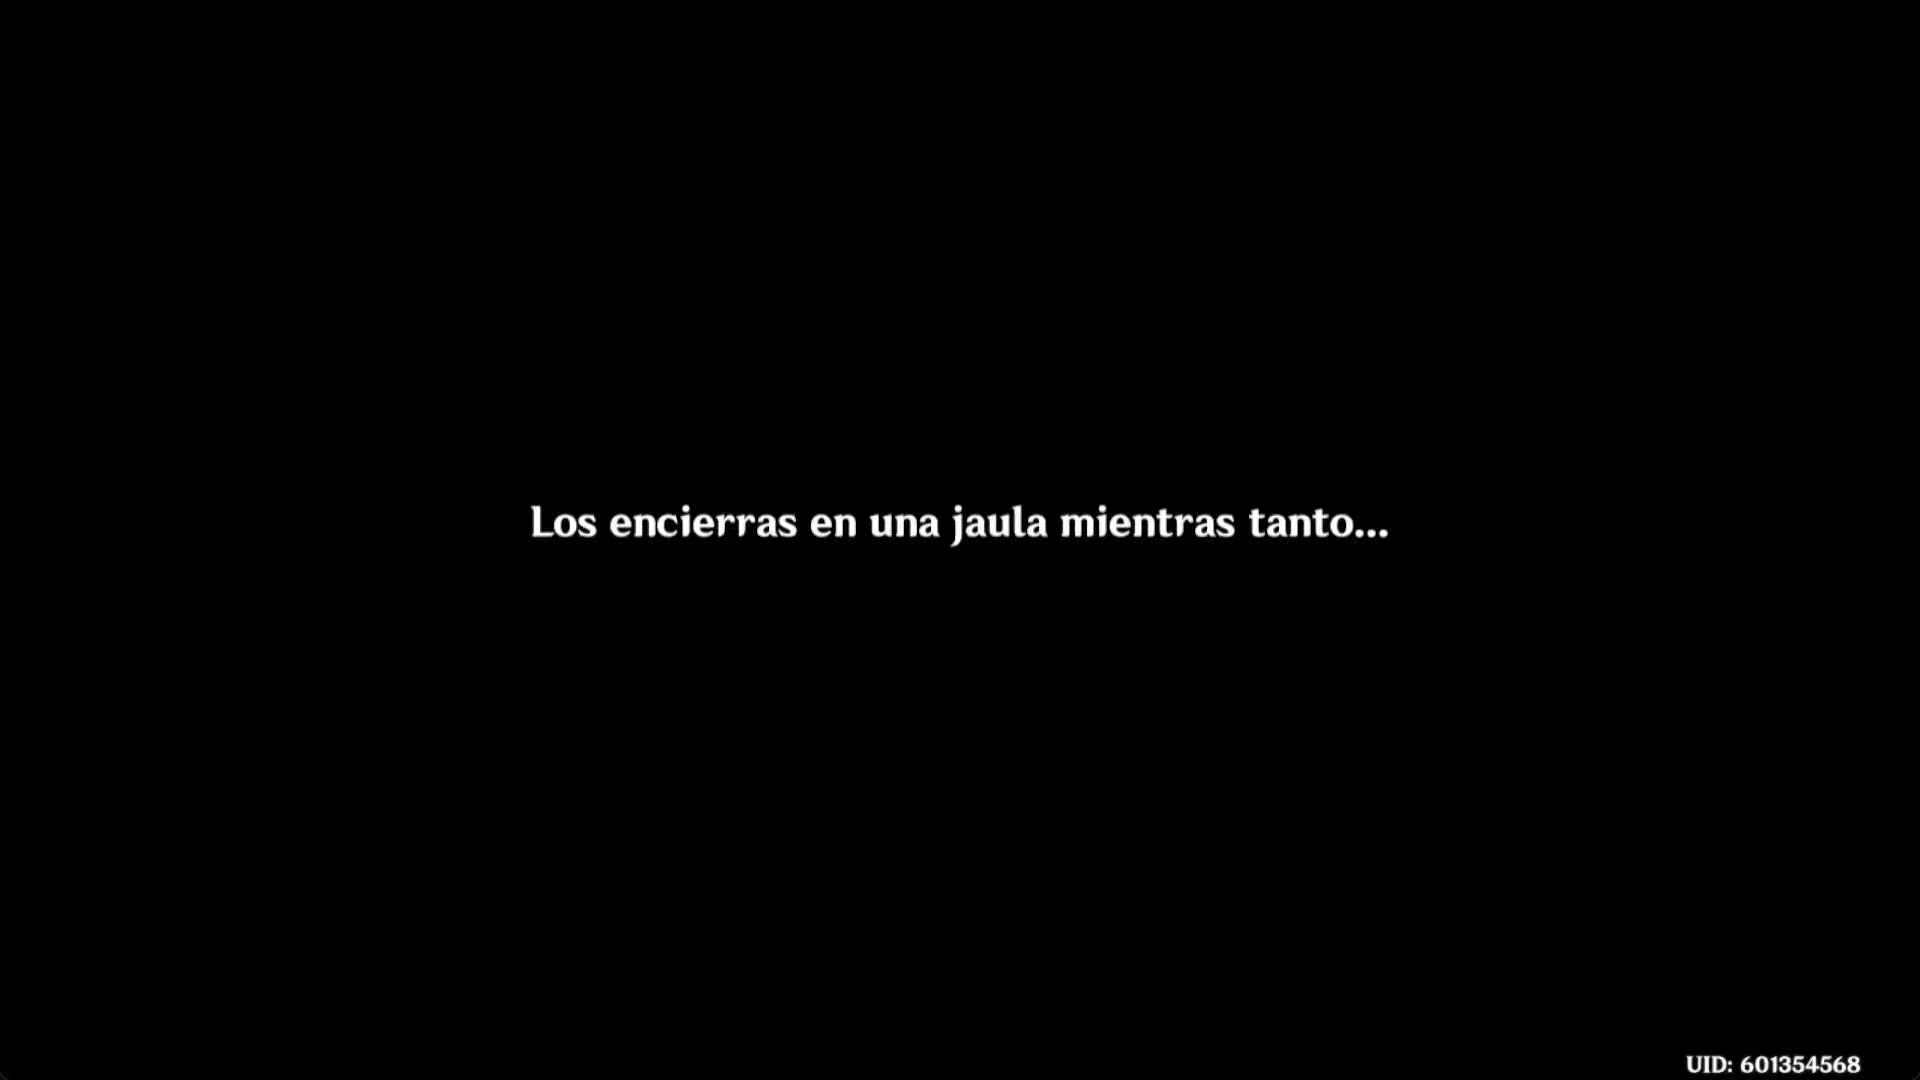 Los encierras en una jaula mientras tanto...
UID: 601354568